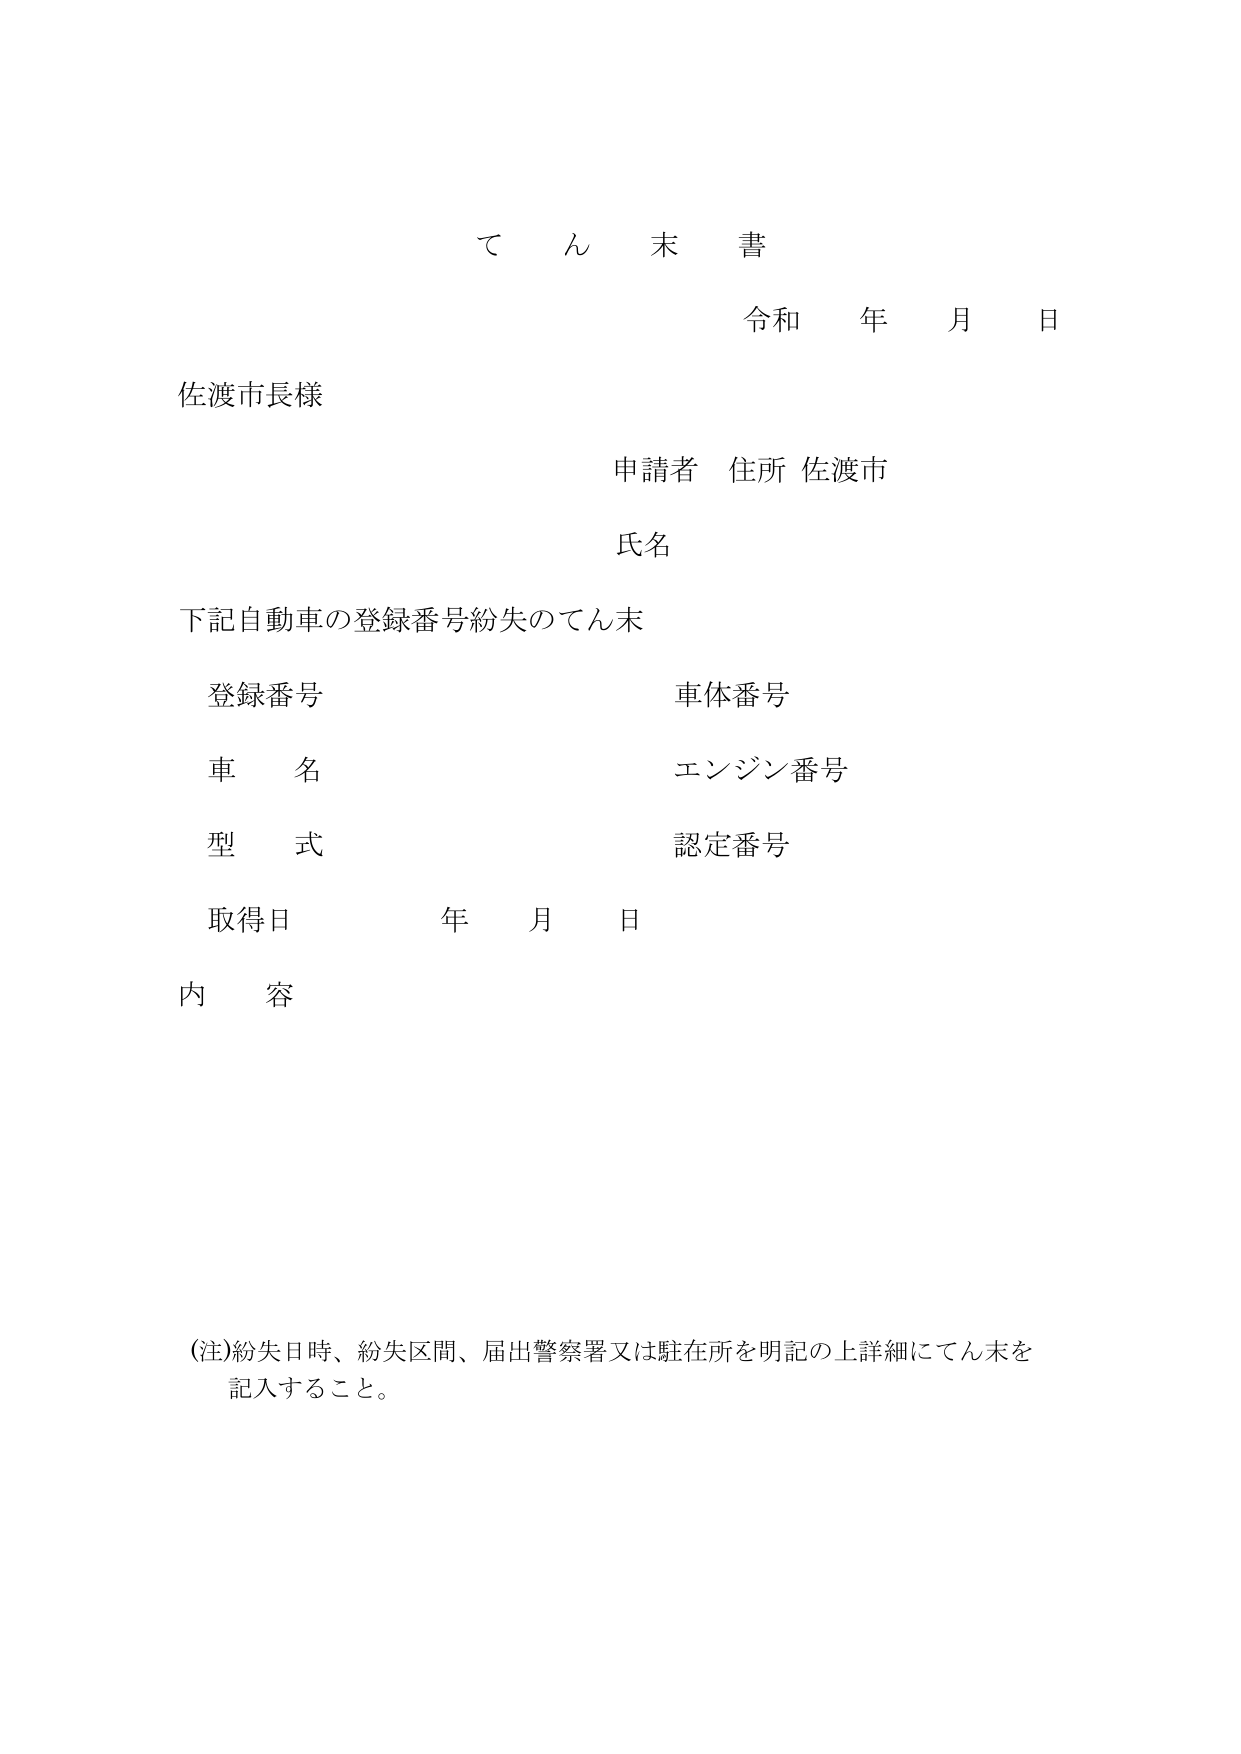 て　ん　末　書
令和　　年　　月　　日
佐渡市長様
申請者　住所 佐渡市
氏名
下記自動車の登録番号紛失のてん末
登録番号　　　　　　　　　　　　車体番号
車　　名　　　　　　　　　　　　エンジン番号
型　　式　　　　　　　　　　　　認定番号
取得日　　　　　年　　月　　日
内　　容
(注)紛失日時、紛失区間、届出警察署又は駐在所を明記の上詳細にてん末を
記入すること。